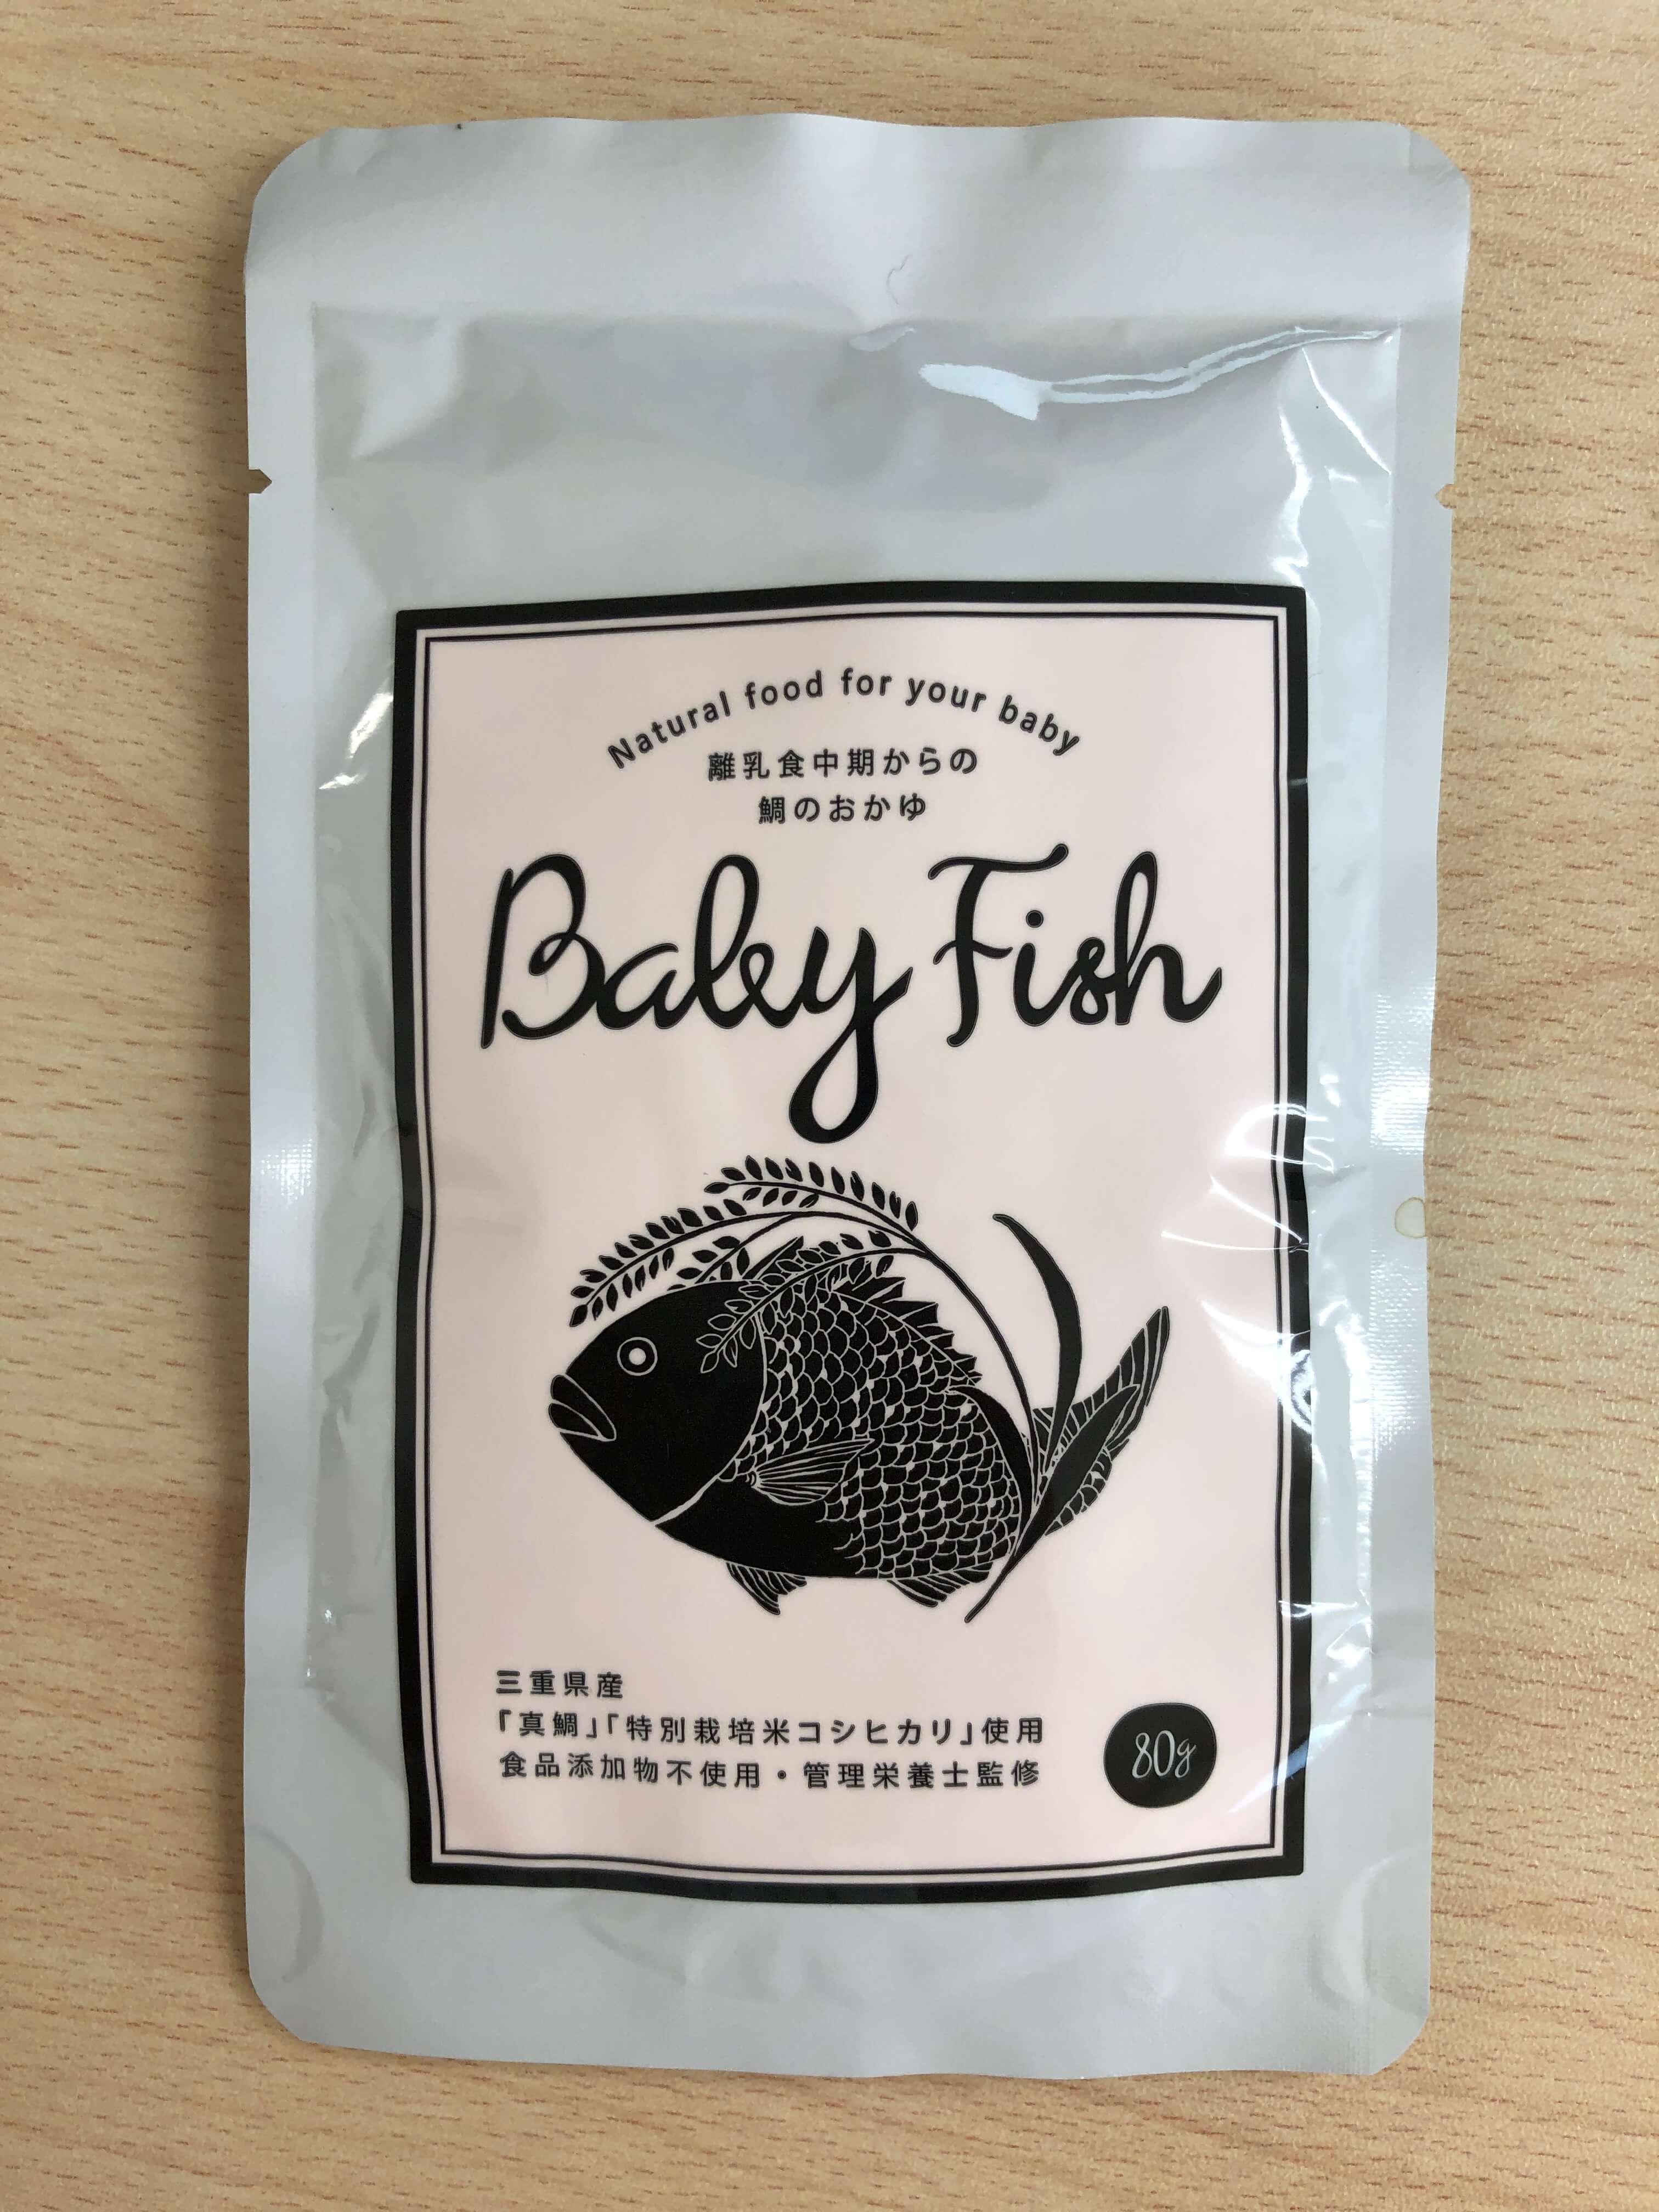 Natural food for your baby
離乳食中期からの
鯛のおかゆ
Baby Fish
三重県産
「真鯛」「特別栽培米コシヒカリ」使用
食品添加物不使用・管理栄養士監修
80g